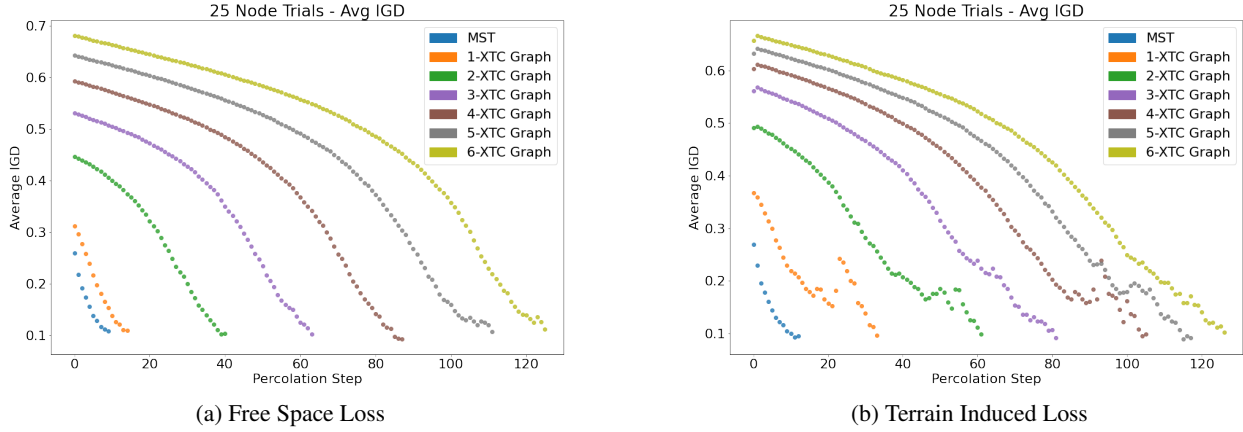 25 Node Trials - Avg IGD
0.7
0.6
0.5
0.4
0.3
0.2
0.1
Average IGD
MST
1-XTC Graph
2-XTC Graph
3-XTC Graph
4-XTC Graph
5-XTC Graph
6-XTC Graph
0 20 40 60 80 100 120
Percolation Step
(a) Free Space Loss
25 Node Trials - Avg IGD
0.6
0.5
0.4
0.3
0.2
0.1
Average IGD
MST
1-XTC Graph
2-XTC Graph
3-XTC Graph
4-XTC Graph
5-XTC Graph
6-XTC Graph
0 20 40 60 80 100 120
Percolation Step
(b) Terrain Induced Loss